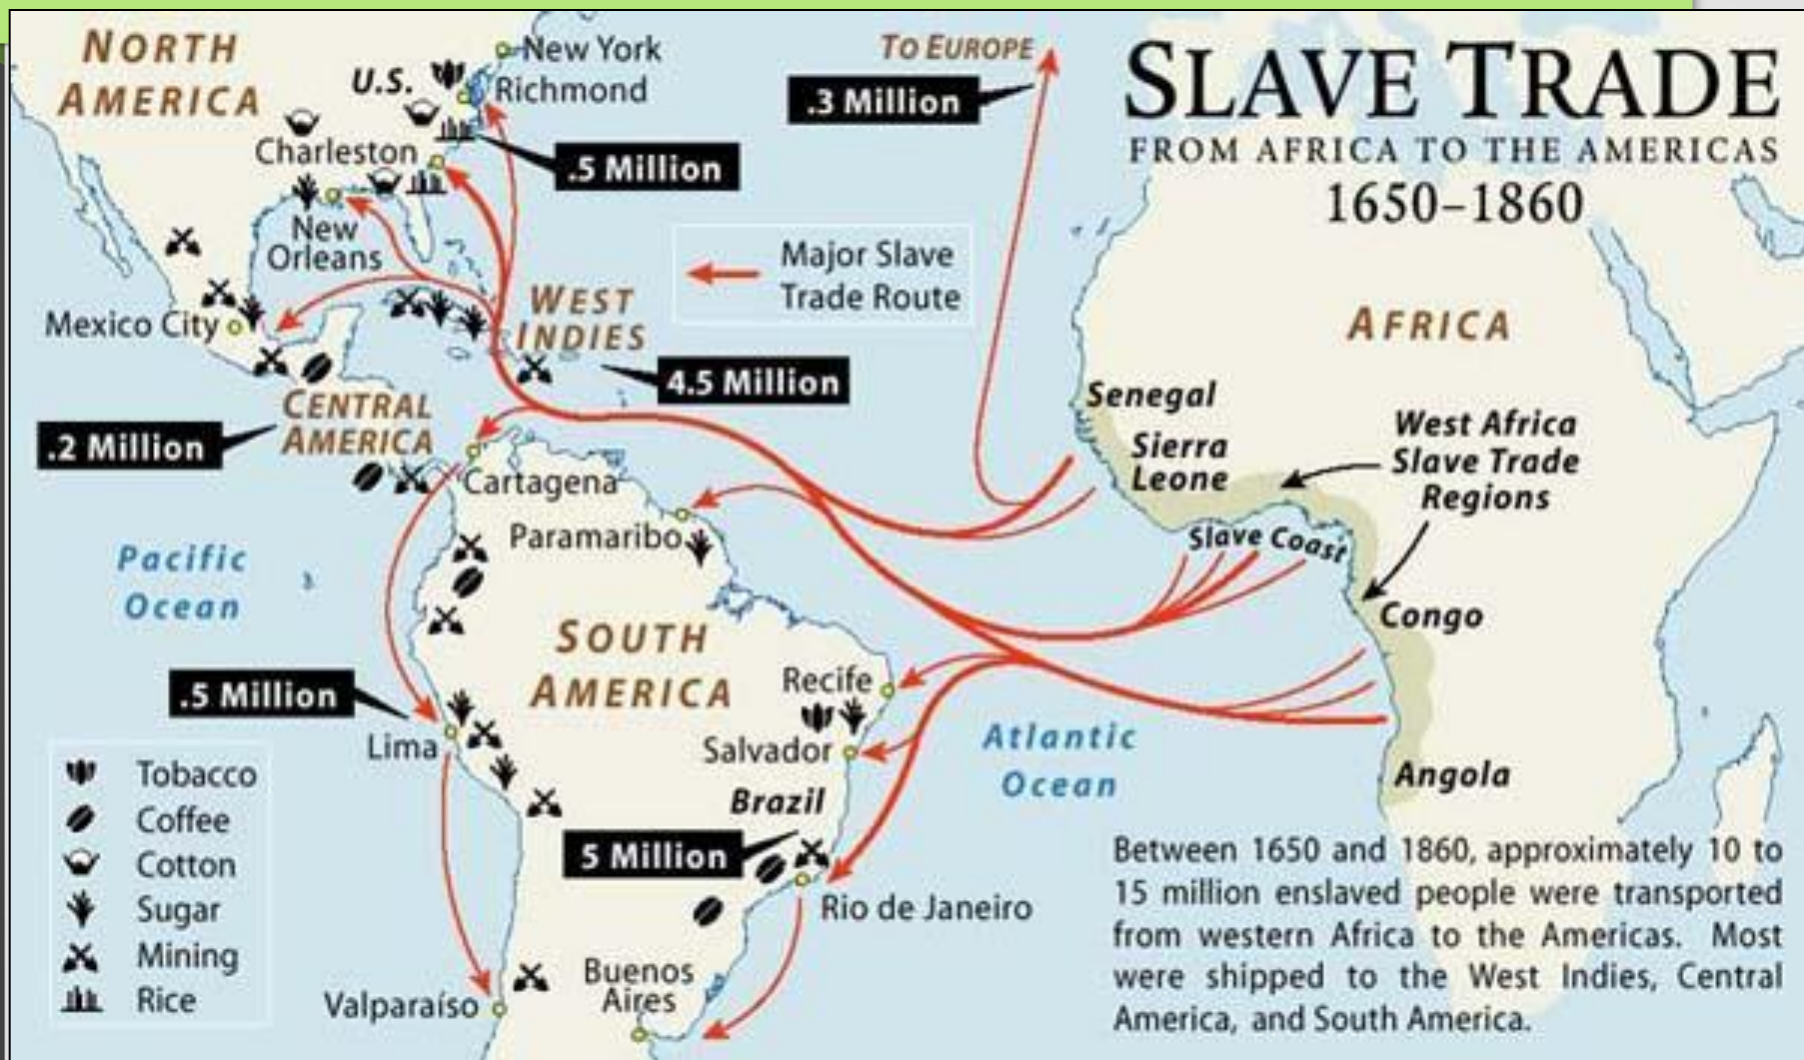 SLAVE TRADE
FROM AFRICA TO THE AMERICAS
1650–1860
NORTH
AMERICA
U.S.
New York
Richmond
Charleston
New
Orleans
Mexico City
TO EUROPE
.3 Million
.5 Million
Major Slave
Trade Route
WEST
INDIES
4.5 Million
CENTRAL
AMERICA
.2 Million
Cartagena
Paramaribo
Pacific
Ocean
SOUTH
AMERICA
.5 Million
Lima
Recife
Salvador
Brazil
5 Million
Rio de Janeiro
Buenos
Aires
Valparaíso
Atlantic
Ocean
AFRICA
Senegal
Sierra
Leone
West Africa
Slave Trade
Regions
Slave Coast
Congo
Angola
Tobacco
Coffee
Cotton
Sugar
Mining
Rice
Between 1650 and 1860, approximately 10 to
15 million enslaved people were transported
from western Africa to the Americas. Most
were shipped to the West Indies, Central
America, and South America.